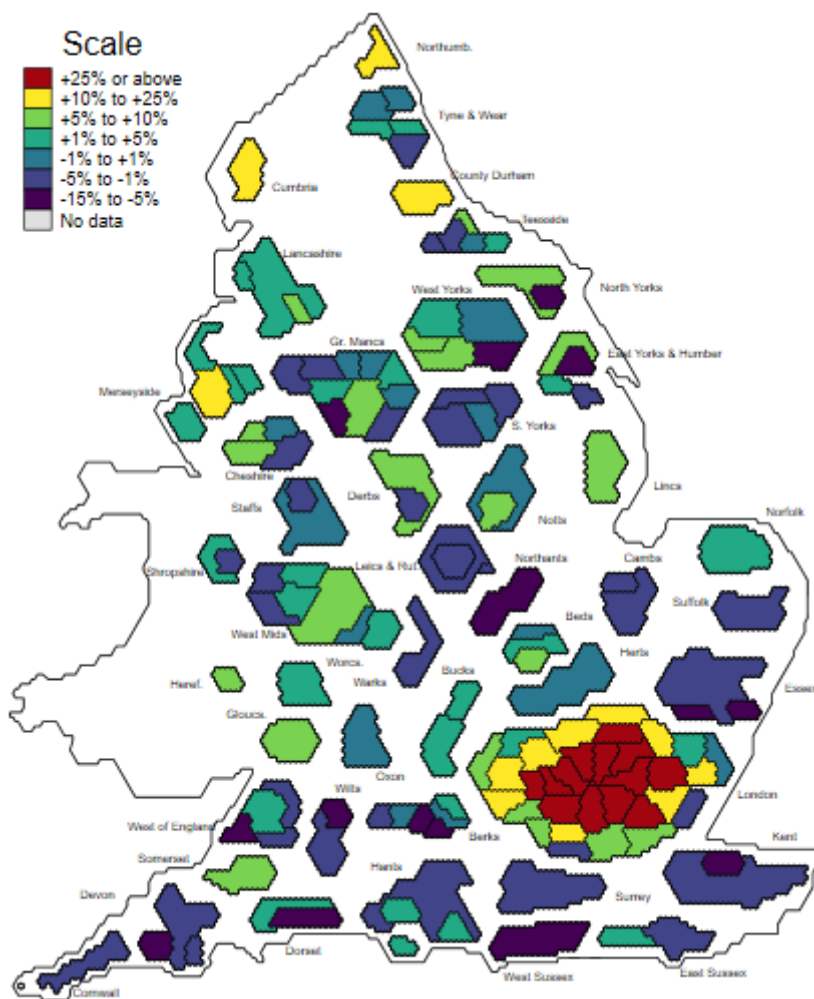 Scale
+25% or above
+10% to +25%
+5% to +10%
+1% to +5%
-1% to +1%
-5% to -1%
-15% to -5%
No data
Northumb.
Tyne & Wear
Cumbria
County Durham
Teesside
Lancashire
West Yorks
North Yorks
Gr. Mancs
East Yorks & Humber
Merseyside
S. Yorks
Cheshire
Staffs
Derbs
Notts
Lincs
Norfolk
Shropshire
Leics & Rut.
Northants
Cambs
Suffolk
West Mids
Beds
Worcs.
Warks
Bucks
Herts
Heref.
Essex
Gloucs.
Oxon
Wilts
London
West of England
Berks
Kent
Somerset
Hants
Devon
Surrey
Dorset
West Sussex
East Sussex
Cornwall